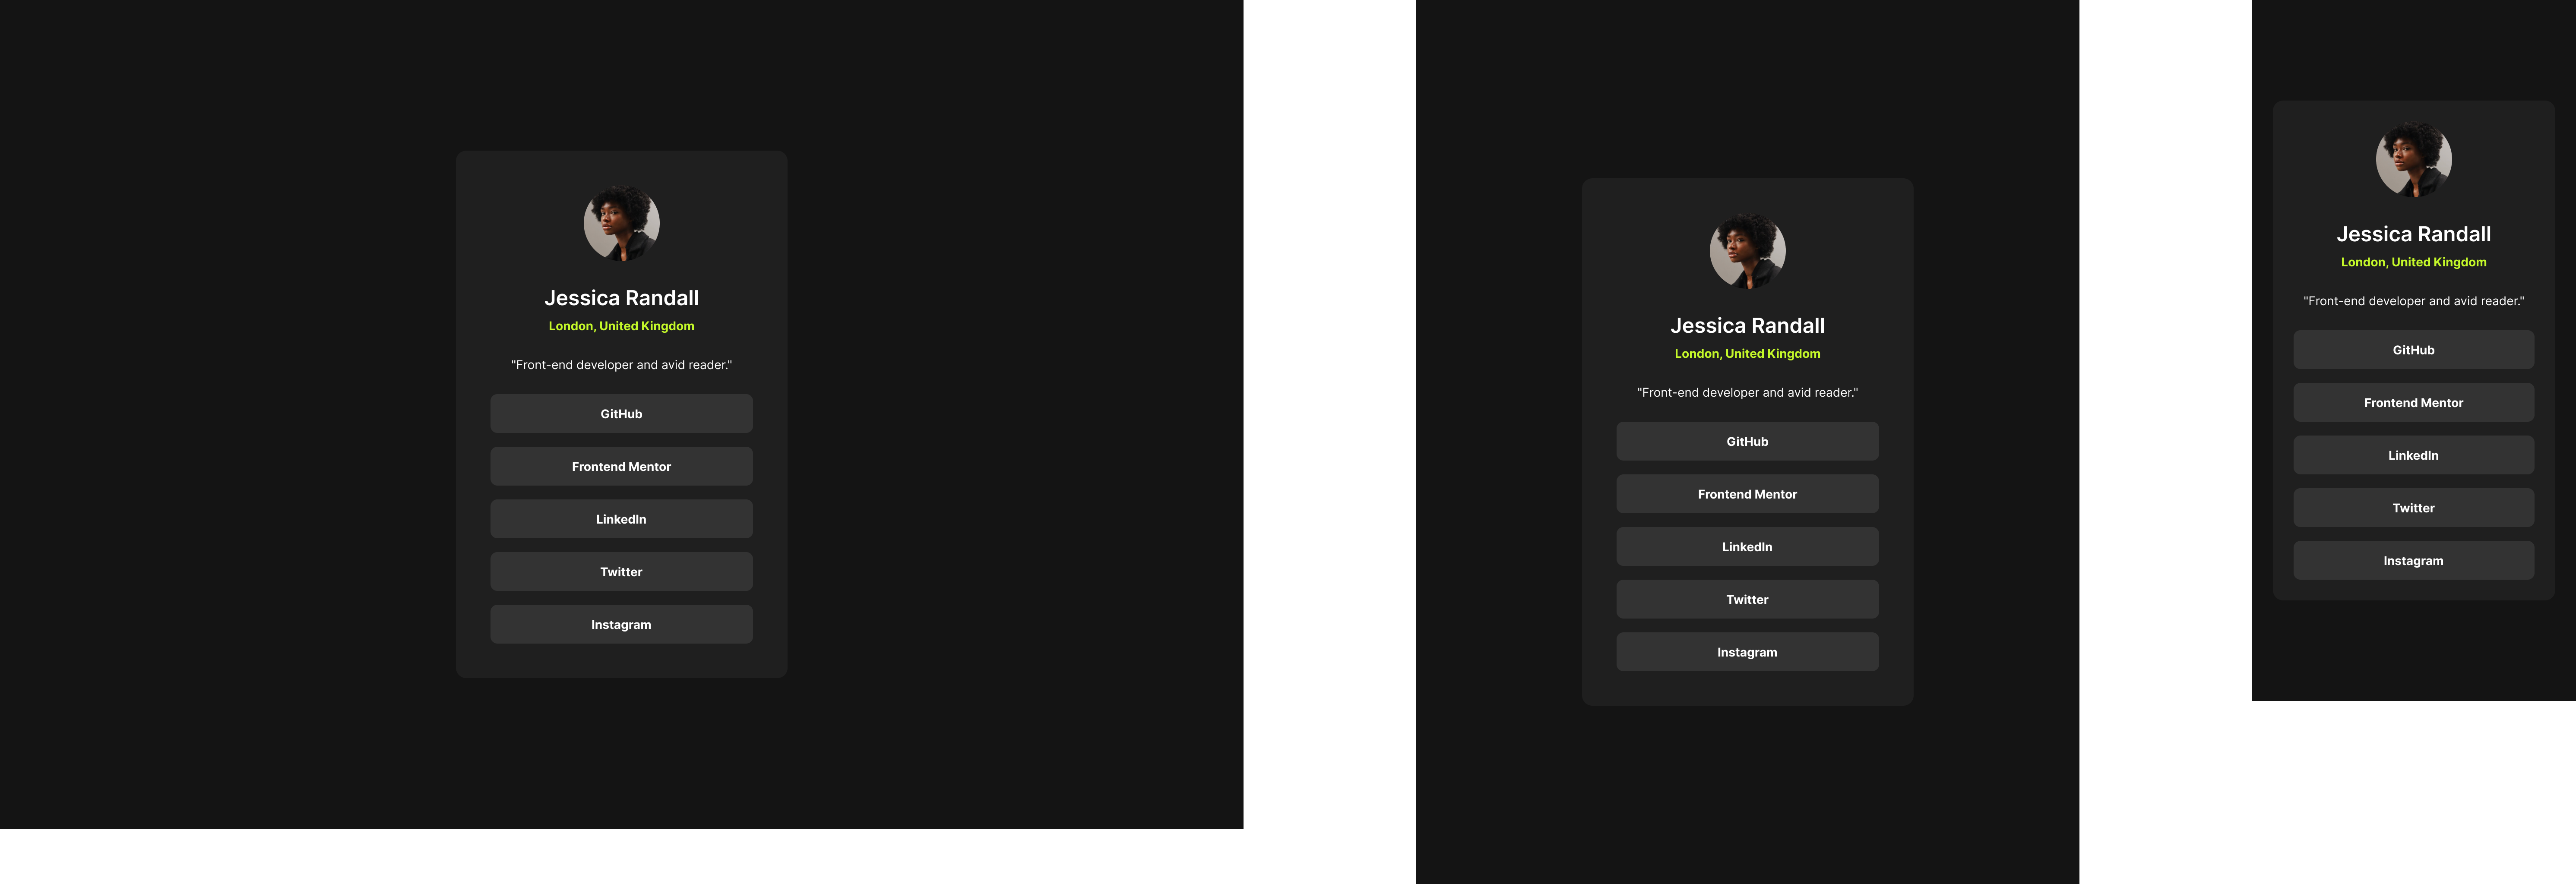 Jessica Randall
London, United Kingdom
"Front-end developer and avid reader."
GitHub
Frontend Mentor
LinkedIn
Twitter
Instagram
Jessica Randall
London, United Kingdom
"Front-end developer and avid reader."
GitHub
Frontend Mentor
LinkedIn
Twitter
Instagram
Jessica Randall
London, United Kingdom
"Front-end developer and avid reader."
GitHub
Frontend Mentor
LinkedIn
Twitter
Instagram